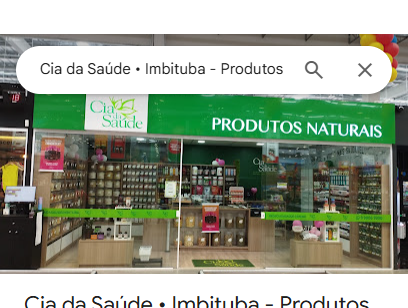 Cia da Saúde • Imbituba - Produtos
Cia da Saúde
PRODUTOS NATURAIS
Cia da Saúde
Cia da Saúde • Imbituba - Produtos